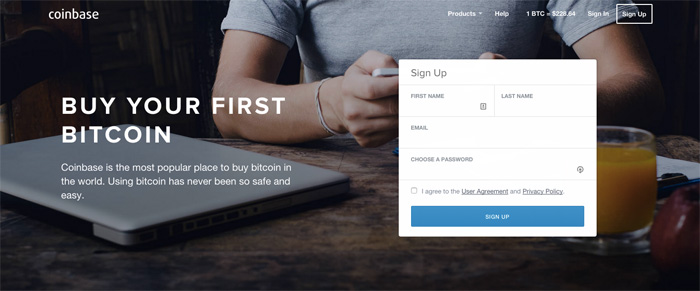 coinbase
Products Help 1 BTC = $228.64 Sign In Sign Up
BUY YOUR FIRST
BITCOIN
Coinbase is the most popular place to buy bitcoin in
the world. Using bitcoin has never been so safe and
easy.
Sign Up
FIRST NAME LAST NAME
EMAIL
CHOOSE A PASSWORD
I agree to the User Agreement and Privacy Policy.
SIGN UP